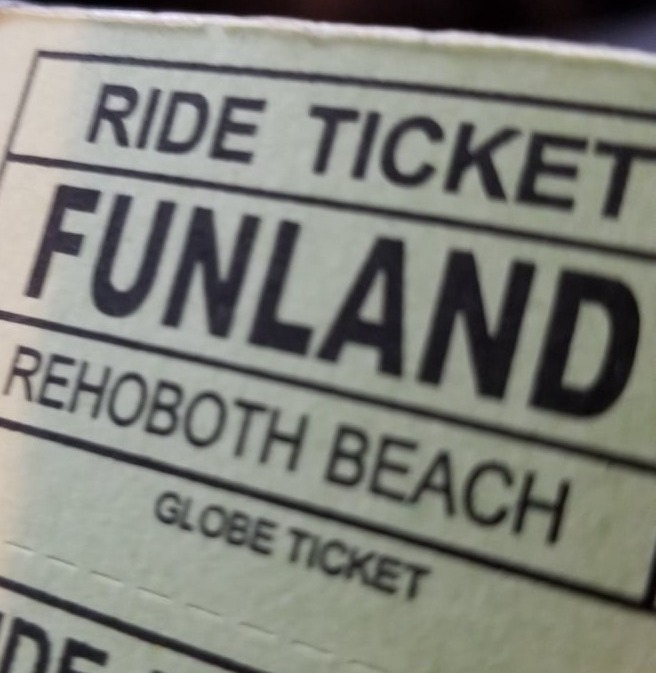 RIDE TICKET
FUNLAND
REHOBOTH BEACH
GLOBE TICKET